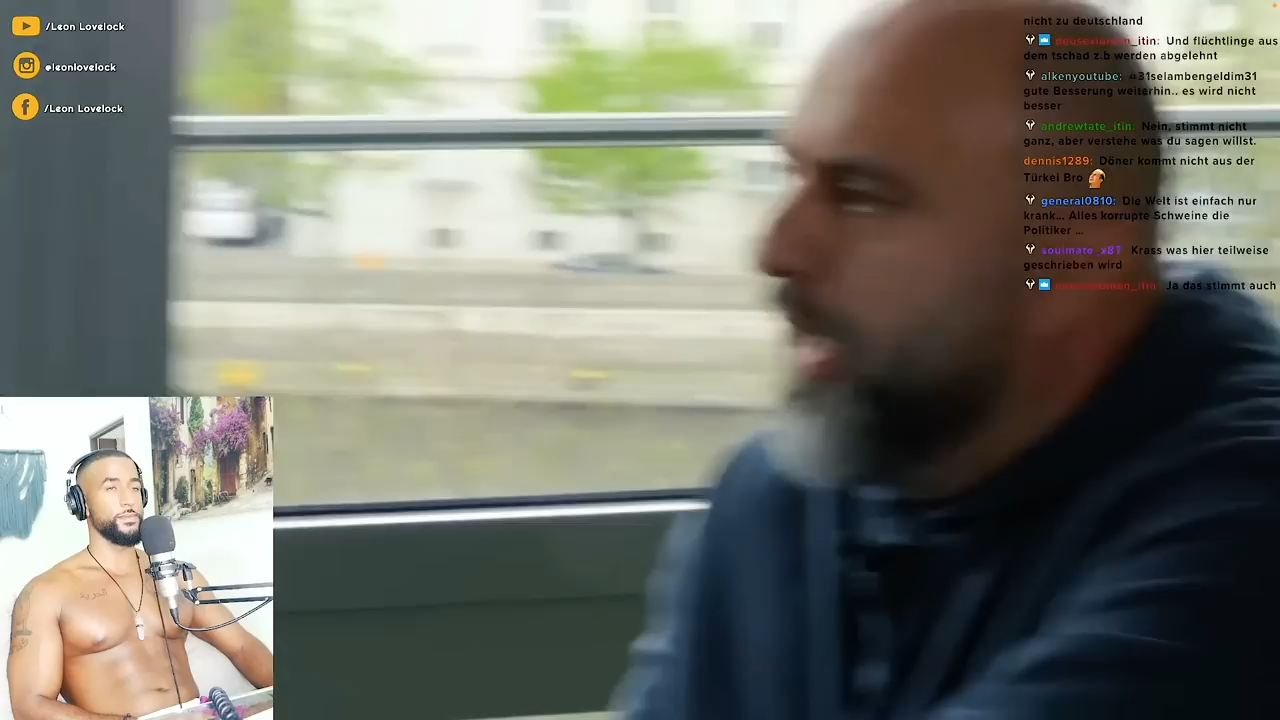 /Leon Lovelock
@leonlovelock
/Leon Lovelock
nicht zu deutschland
Und flüchtlinge aus
dem tschad z.b werden abgelehnt
alkenyoutube: #31selambengeldim31
gute Besserung weiterhin.. es wird nicht
besser
andrewtate_itin: Nein, stimmt nicht
ganz, aber verstehe was du sagen willst.
dennis1289: Döner kommt nicht aus der
Türkei Bro
general0810: Die Welt ist einfach nur
krank... Alles korrupte Schweine die
Politiker ...
soulmate_x87 Krass was hier teilweise
geschrieben wird
Ja das stimmt auch